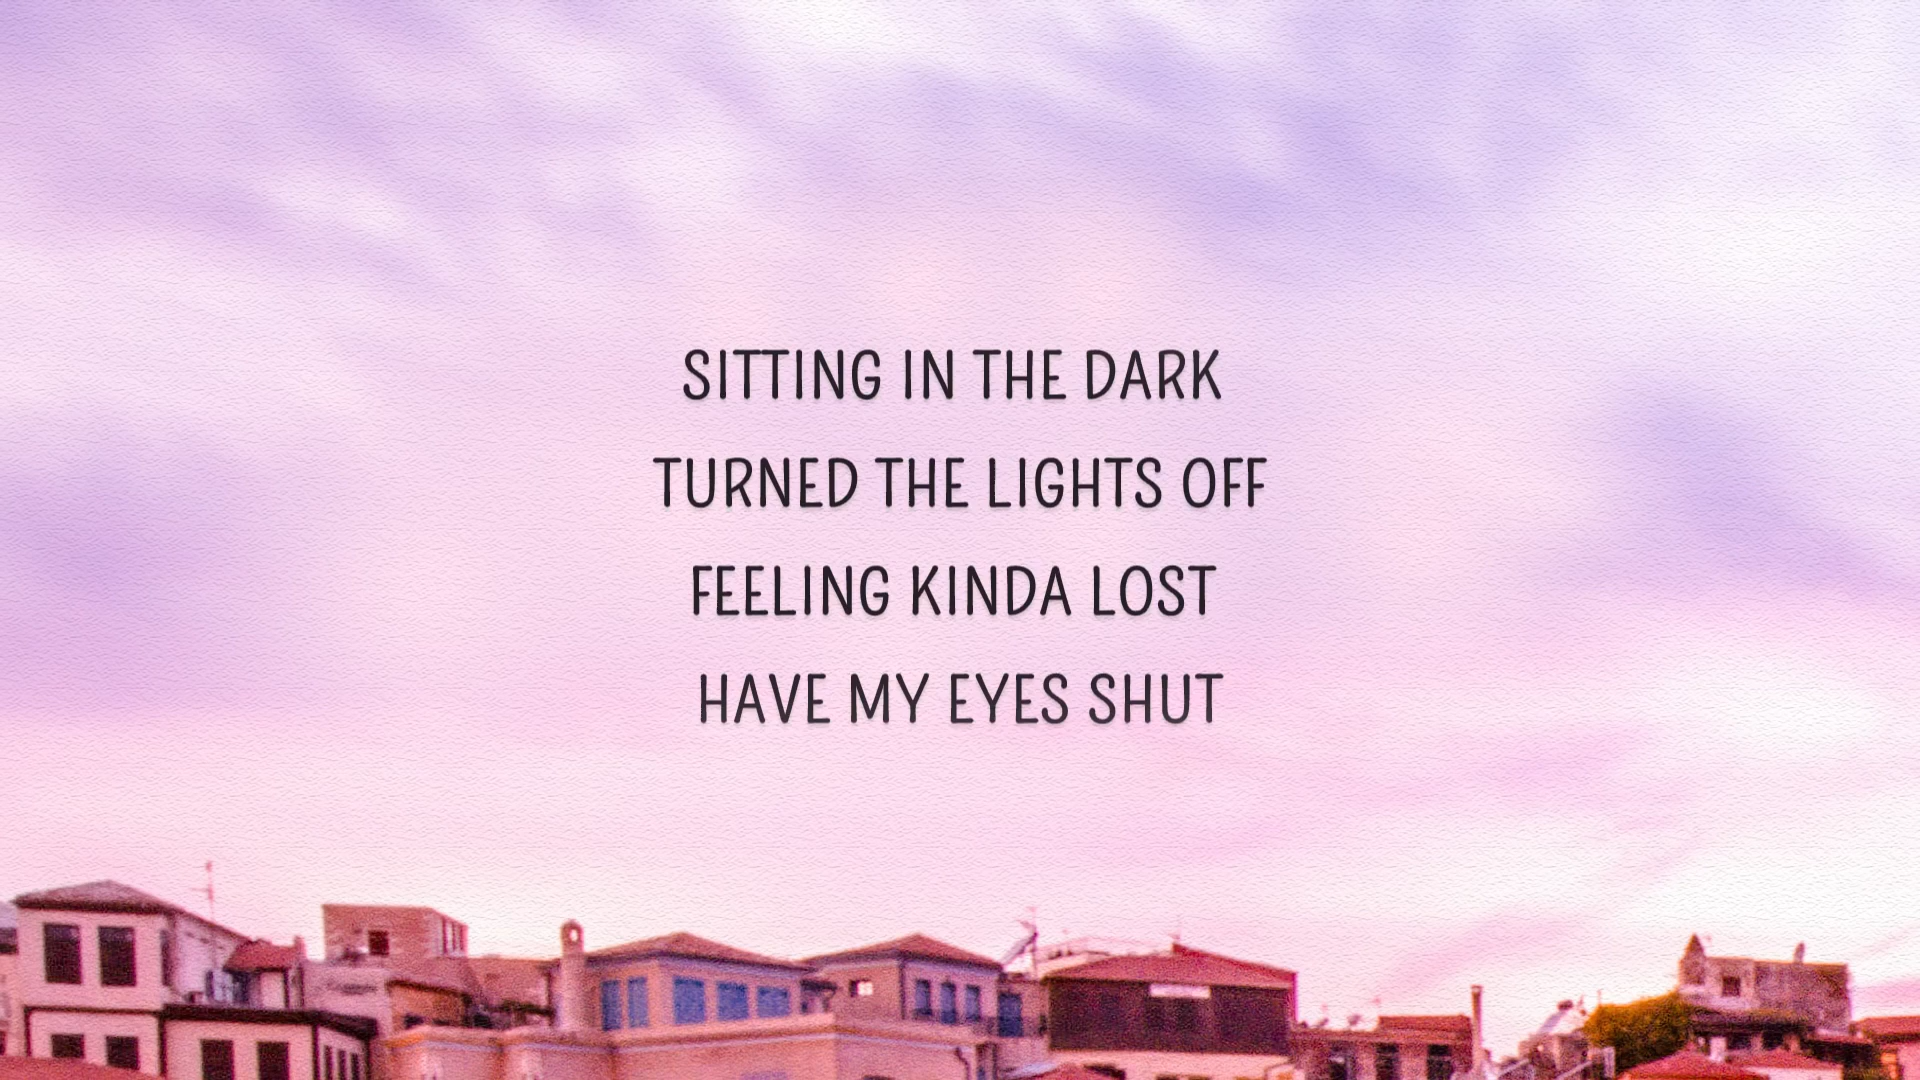 SITTING IN THE DARK
TURNED THE LIGHTS OFF
FEELING KINDA LOST
HAVE MY EYES SHUT